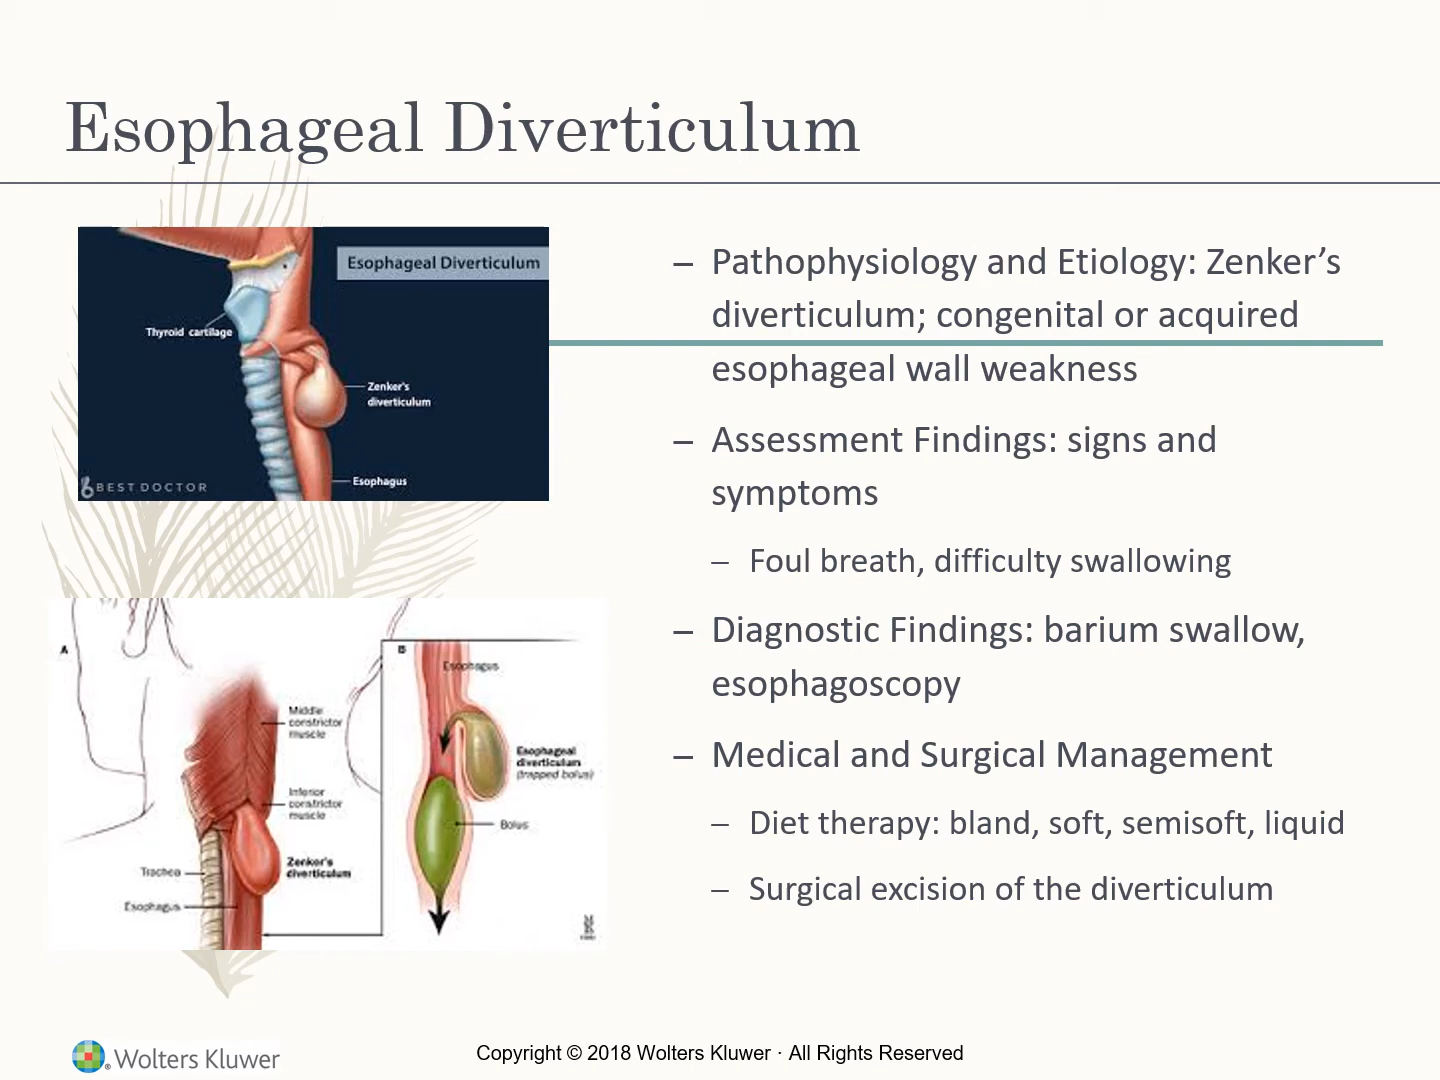 Esophageal Diverticulum
Esophageal Diverticulum
Thyroid cartilage
Zenker's
diverticulum
Esophagus
BEST DOCTOR
– Pathophysiology and Etiology: Zenker’s
diverticulum; congenital or acquired
esophageal wall weakness
– Assessment Findings: signs and
symptoms
– Foul breath, difficulty swallowing
– Diagnostic Findings: barium swallow,
esophagoscopy
– Medical and Surgical Management
– Diet therapy: bland, soft, semisoft, liquid
– Surgical excision of the diverticulum
A
Middle
constrictor
muscle
Inferior
constrictor
muscle
Zenker's
diverticulum
Trachea
Esophagus
B
Esophagus
Esophageal
diverticulum
(trapped bolus)
Bolus
Wolters Kluwer
Copyright © 2018 Wolters Kluwer · All Rights Reserved